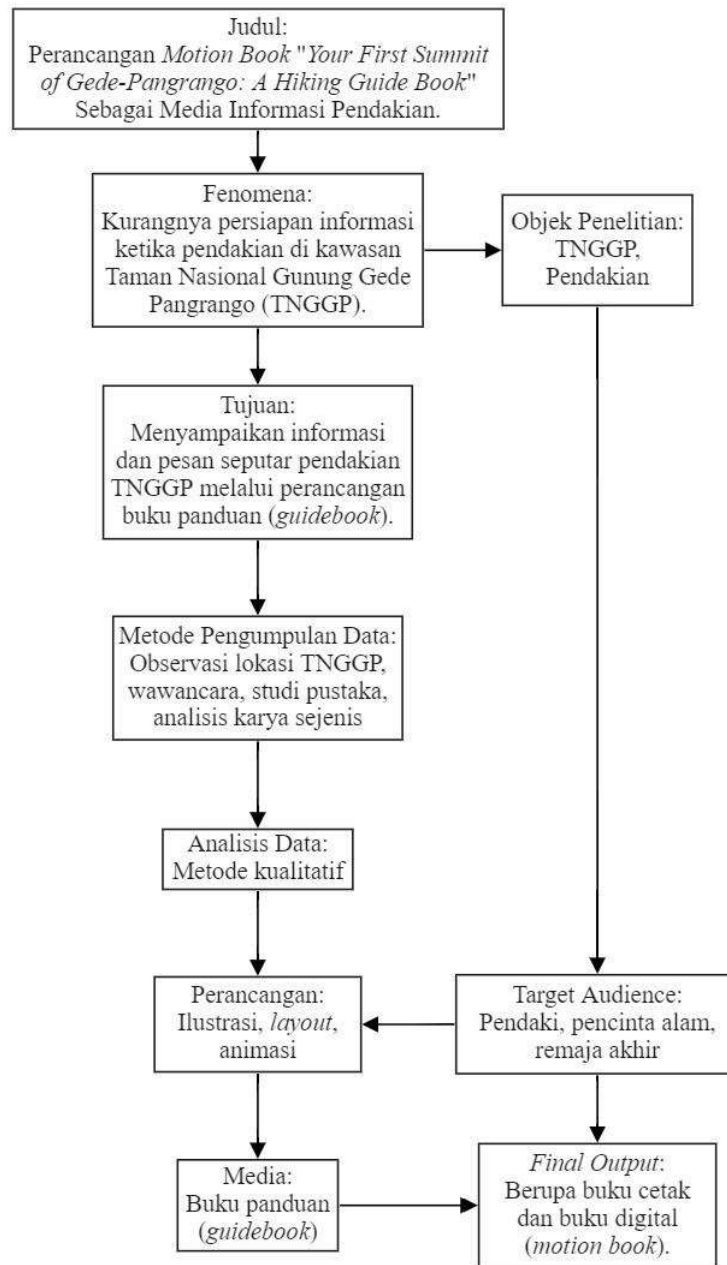 Judul:
Perancangan Motion Book "Your First Summit
of Gede-Pangrango: A Hiking Guide Book"
Sebagai Media Informasi Pendakian.
Fenomena:
Kurangnya persiapan informasi
ketika pendakian di kawasan
Taman Nasional Gunung Gede
Pangrango (TNGGP).
Objek Penelitian:
TNGGP,
Pendakian
Tujuan:
Menyampaikan informasi
dan pesan seputar pendakian
TNGGP melalui perancangan
buku panduan (guidebook).
Metode Pengumpulan Data:
Observasi lokasi TNGGP,
wawancara, studi pustaka,
analisis karya sejenis
Analisis Data:
Metode kualitatif
Perancangan:
Ilustrasi, layout,
animasi
Target Audience:
Pendaki, pencinta alam,
remaja akhir
Media:
Buku panduan
(guidebook)
Final Output:
Berupa buku cetak
dan buku digital
(motion book).